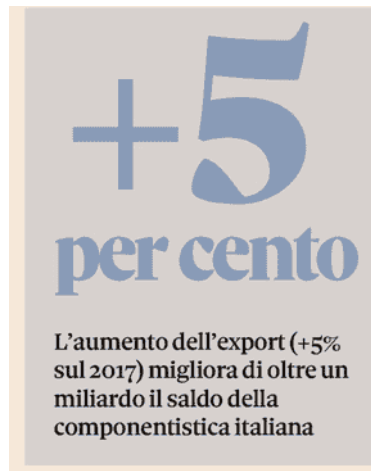 +5
per cento
L’aumento dell’export (+5%
sul 2017) migliora di oltre un
miliardo il saldo della
componentistica italiana